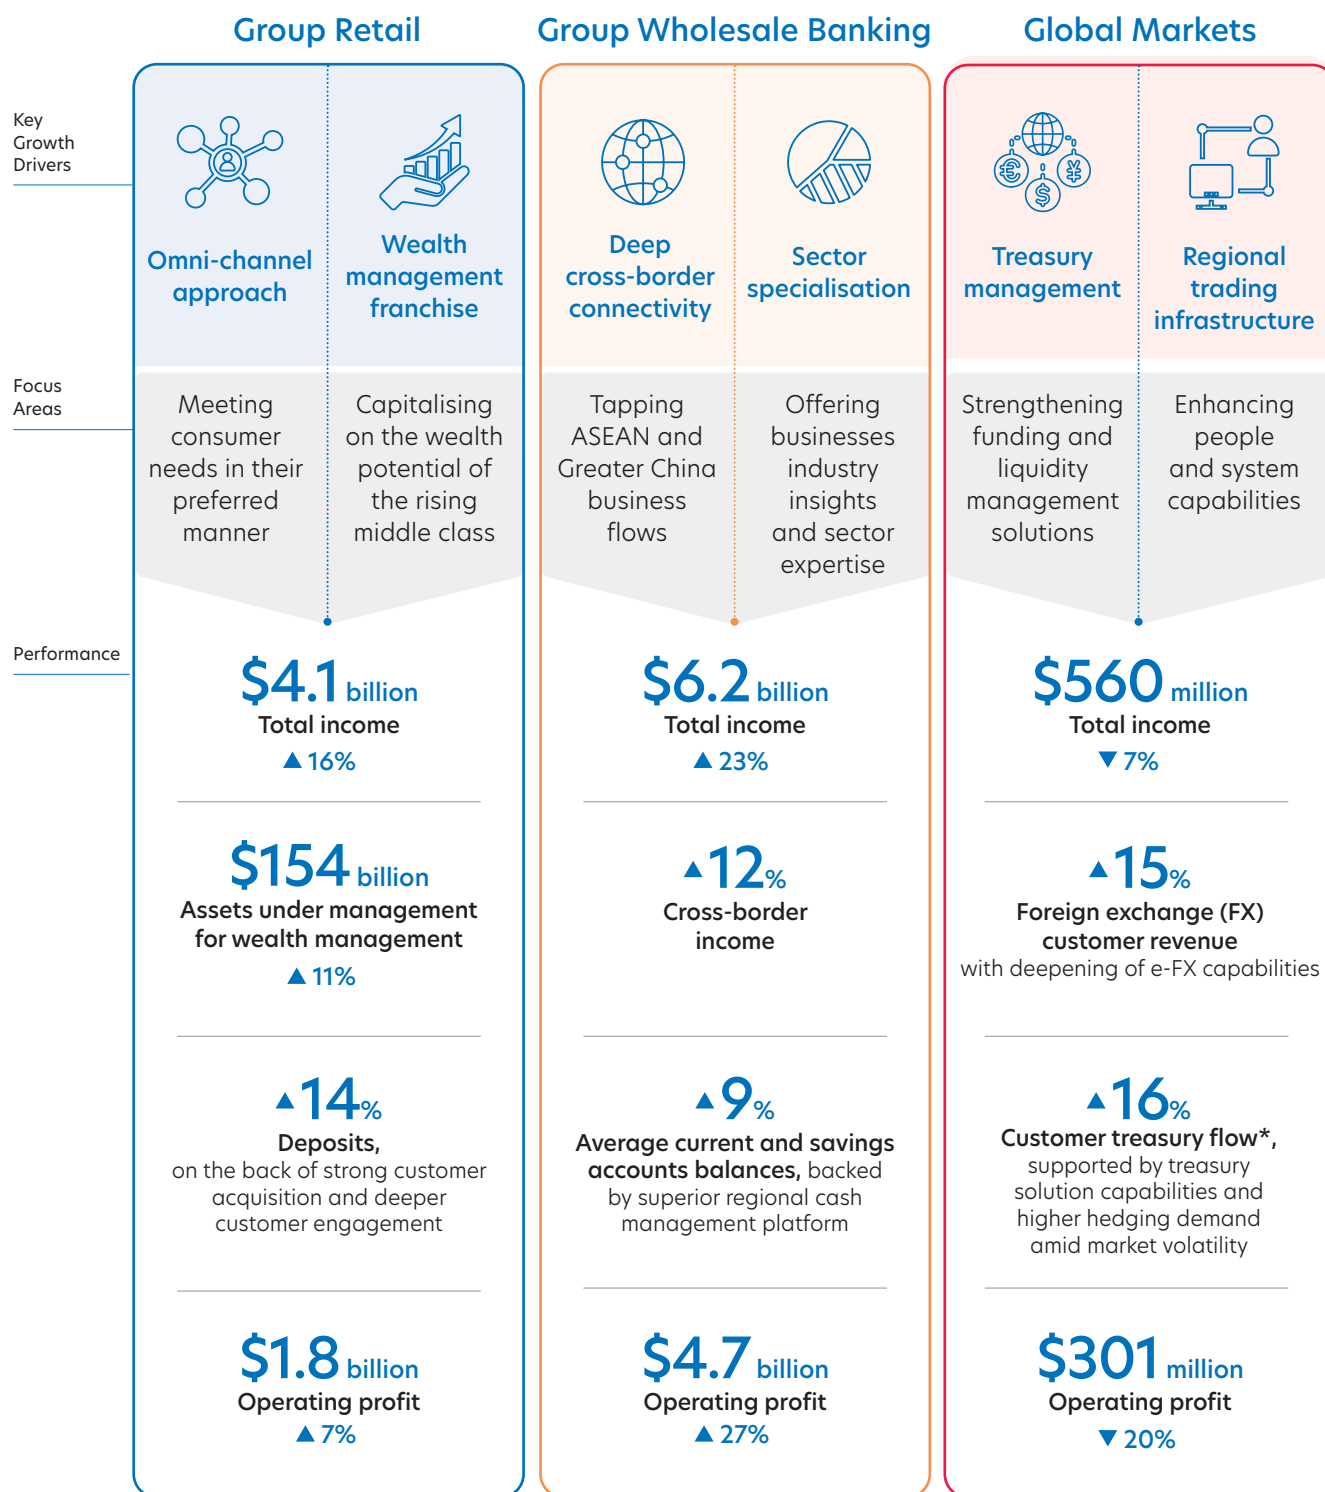 Group Retail
Group Wholesale Banking
Global Markets
Key
Growth
Drivers
Omni-channel
approach
Wealth
management
franchise
Deep
cross-border
connectivity
Sector
specialisation
Treasury
management
Regional
trading
infrastructure
Focus
Areas
Meeting
consumer
needs in their
preferred
manner
Capitalising
on the wealth
potential of
the rising
middle class
Tapping
ASEAN and
Greater China
business
flows
Offering
businesses
industry
insights
and sector
expertise
Strengthening
funding and
liquidity
management
solutions
Enhancing
people
and system
capabilities
Performance
$4.1 billion
Total income
▲ 16%
$154 billion
Assets under management
for wealth management
▲ 11%
▲ 14%
Deposits,
on the back of strong customer
acquisition and deeper
customer engagement
$1.8 billion
Operating profit
▲ 7%
$6.2 billion
Total income
▲ 23%
▲ 12%
Cross-border
income
▲ 9%
Average current and savings
accounts balances, backed
by superior regional cash
management platform
$4.7 billion
Operating profit
▲ 27%
$560 million
Total income
▼ 7%
▲ 15%
Foreign exchange (FX)
customer revenue
with deepening of e-FX capabilities
▲ 16%
Customer treasury flow*,
supported by treasury
solution capabilities and
higher hedging demand
amid market volatility
$301 million
Operating profit
▼ 20%